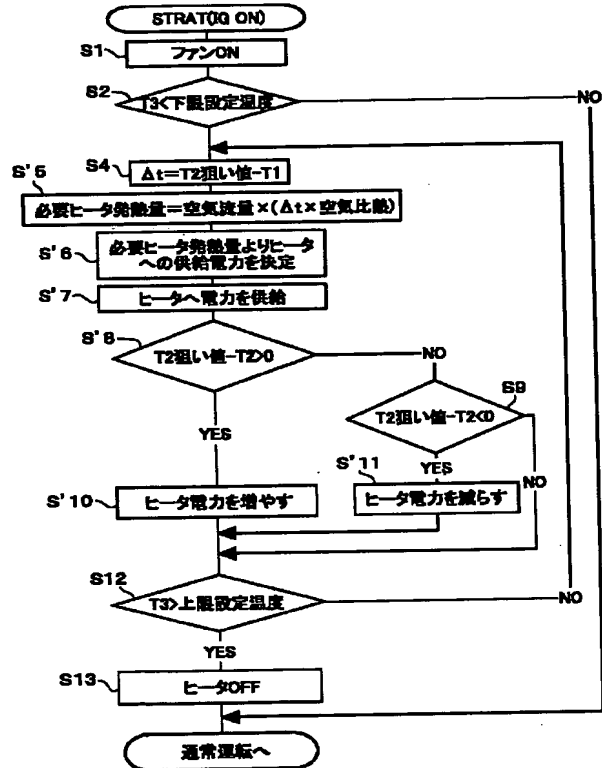 STRAT(IG ON)
S1
ファンON
S2
T3<下限設定温度
NO
S4
Δt=T2狙い値-T1
S'5
必要ヒータ発熱量=空気流量×(Δt×空気比熱)
S'6
必要ヒータ発熱量よりヒータ
への供給電力を決定
S'7
ヒータへ電力を供給
S'8
T2狙い値-T2>0
NO
S9
T2狙い値-T2<0
YES
YES
NO
S'10
ヒータ電力を増やす
S'11
ヒータ電力を減らす
S12
T3>上限設定温度
NO
YES
S13
ヒータOFF
通常運転へ